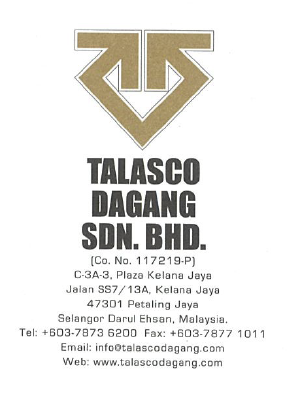 TALASCO
DAGANG
SDN. BHD.
(Co. No. 117219-P)
C-3A-3, Plaza Kelana Jaya
Jalan SS7/13A, Kelana Jaya
47301 Petaling Jaya
Selangor Darul Ehsan, Malaysia.
Tel: +603-7873 6200 Fax: +603-7877 1011
Email: info@talascodagang.com
Web: www.talascodagang.com